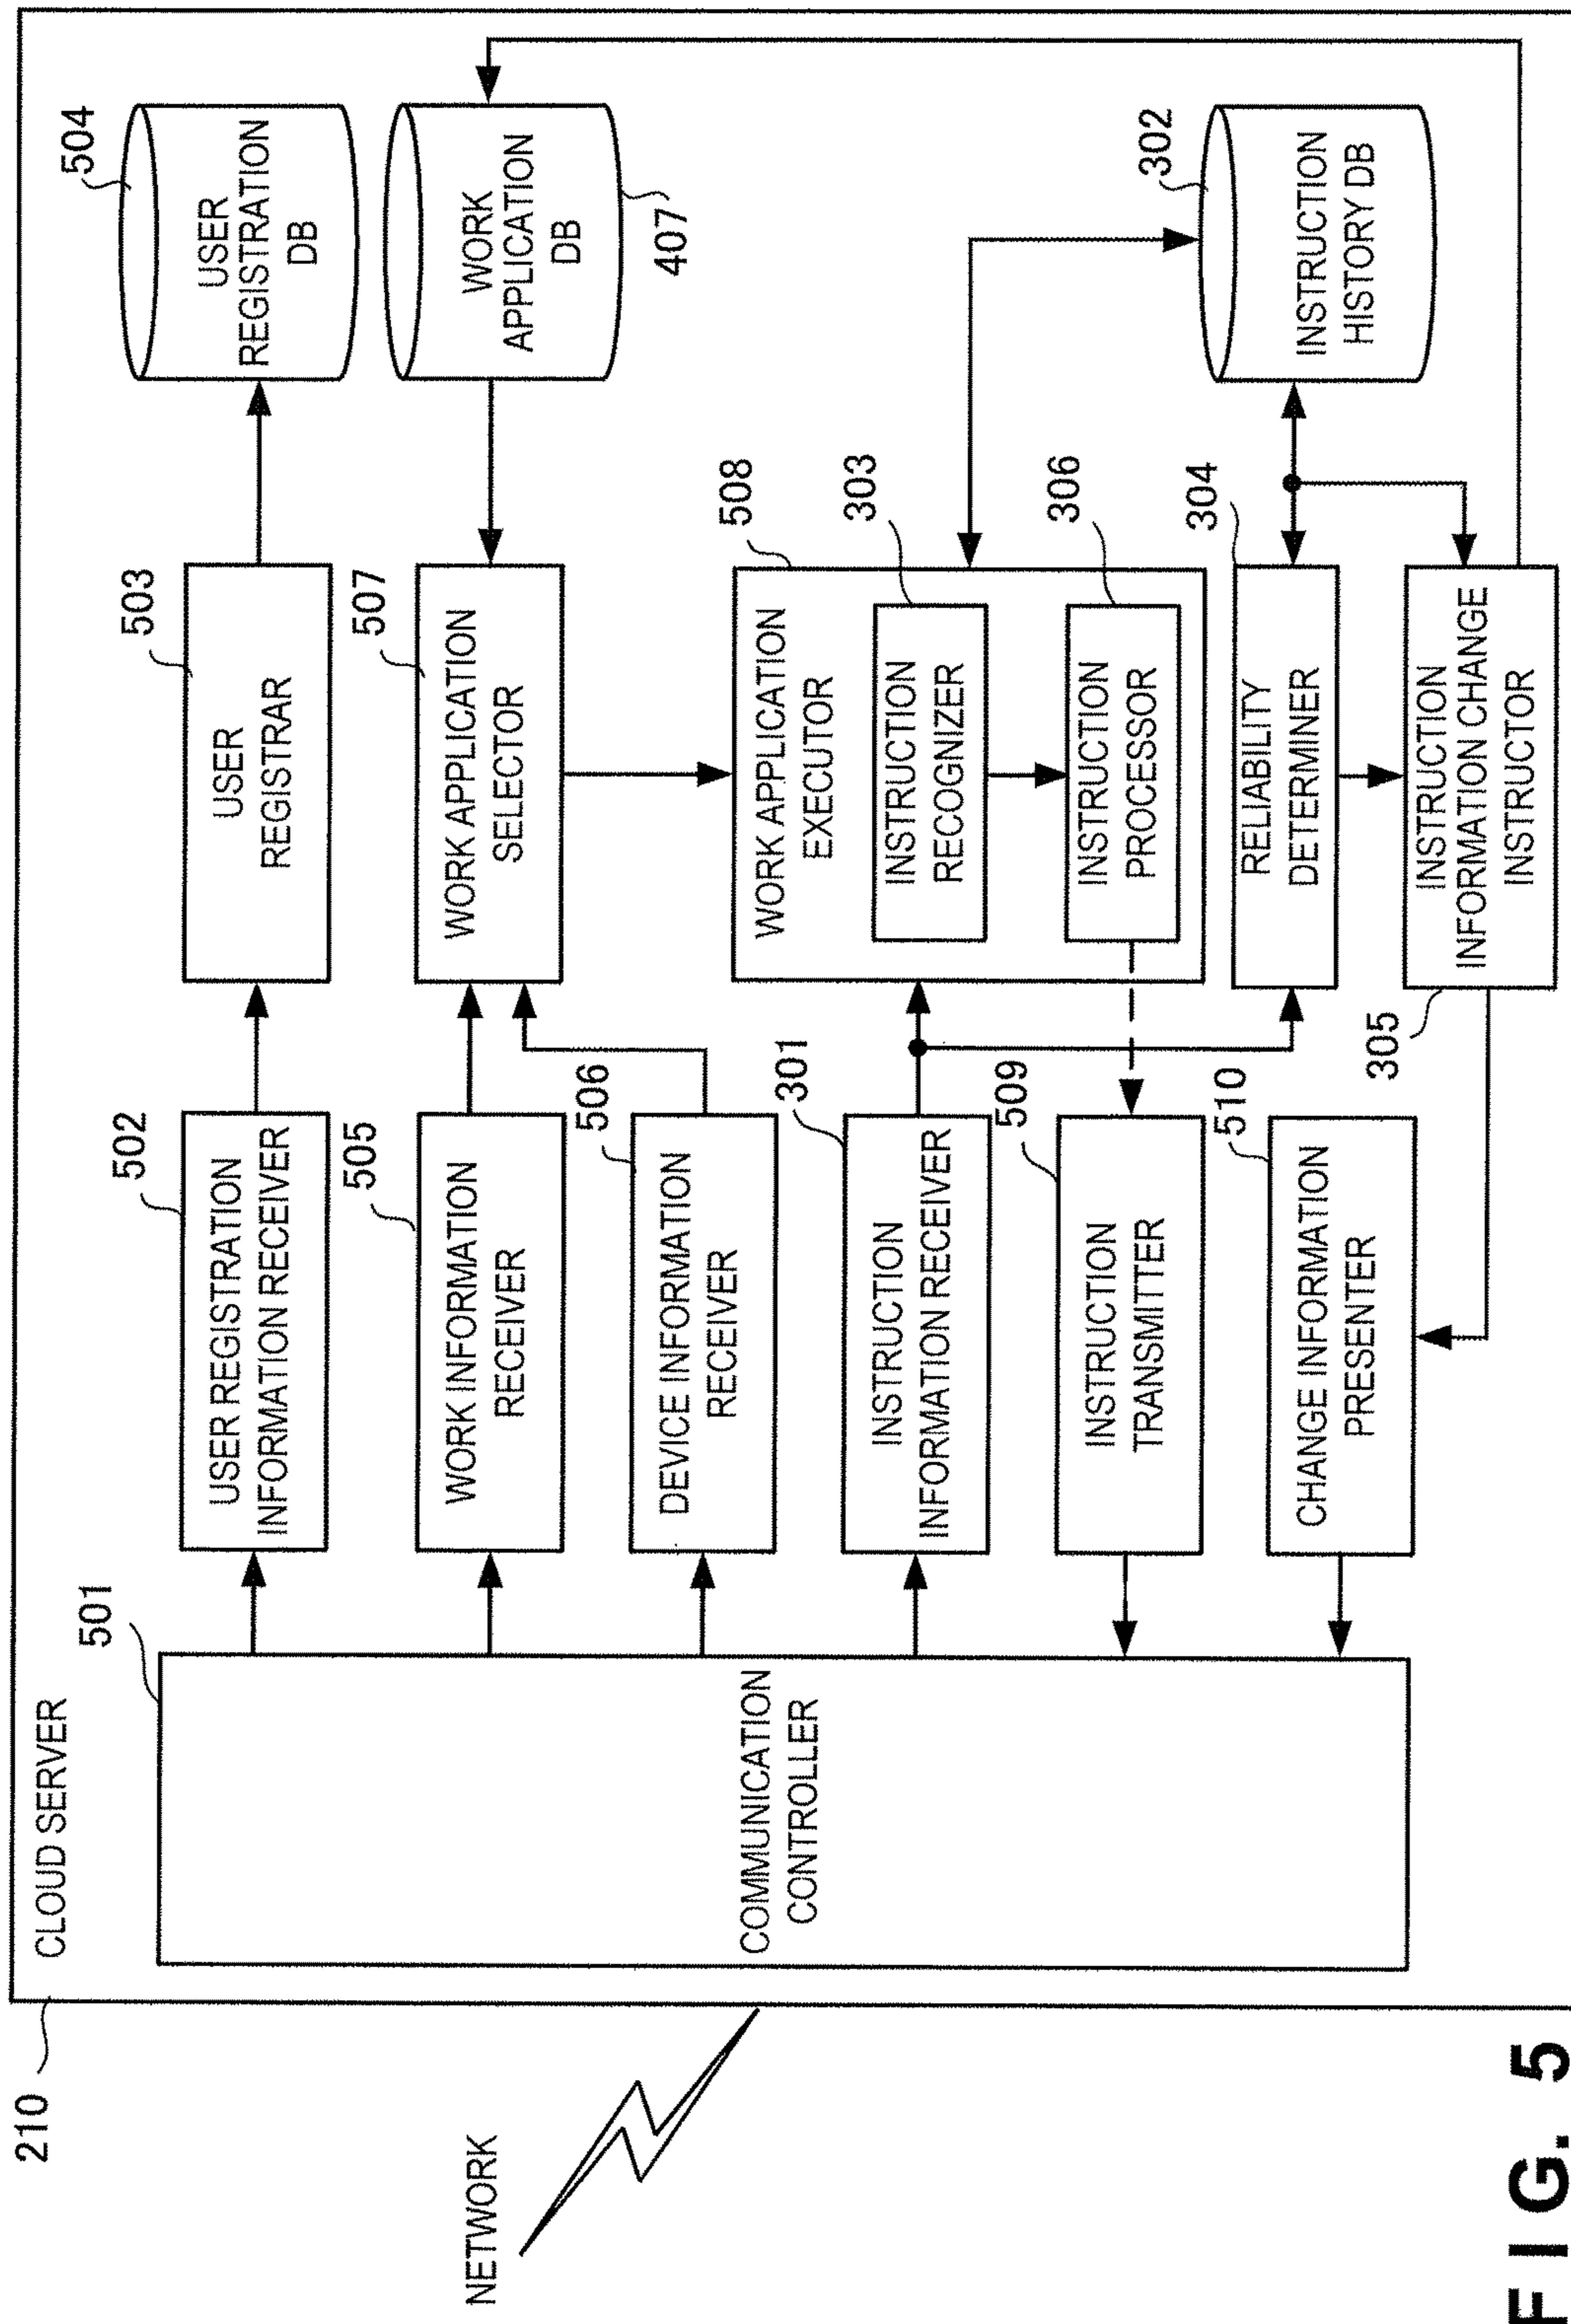 210
CLOUD SERVER
NETWORK
501
COMMUNICATION
CONTROLLER
502
USER REGISTRATION
INFORMATION RECEIVER
503
USER
REGISTRAR
504
USER
REGISTRATION
DB
505
WORK INFORMATION
RECEIVER
507
WORK APPLICATION
SELECTOR
WORK
APPLICATION
DB
407
506
DEVICE INFORMATION
RECEIVER
508
WORK APPLICATION
EXECUTOR
301
INSTRUCTION
INFORMATION RECEIVER
303
INSTRUCTION
RECOGNIZER
509
INSTRUCTION
TRANSMITTER
306
INSTRUCTION
PROCESSOR
302
INSTRUCTION
HISTORY DB
304
RELIABILITY
DETERMINER
510
CHANGE INFORMATION
PRESENTER
305
INSTRUCTION
INFORMATION CHANGE
INSTRUCTOR
FIG. 5